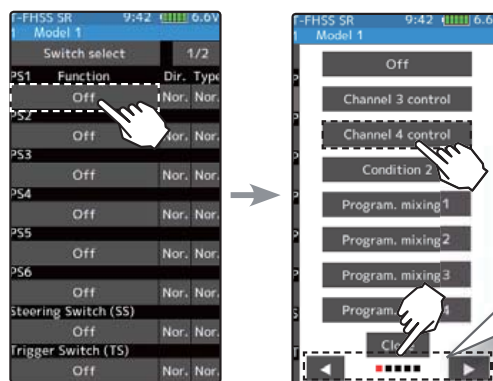 T-FHSS SR 9:42 6.6V
1 Model 1
Switch select 1/2
PS1 Function Dir. Type
Off Nor. Nor.
PS2
Off Nor. Nor.
PS3
Off Nor. Nor.
PS4
Off Nor. Nor.
PS5
Off Nor. Nor.
PS6
Off Nor. Nor.
Steering Switch (SS)
Off Nor. Nor.
Trigger Switch (TS)
Off Nor. Nor.
T-FHSS SR 9:42 6.6
1 Model 1
Off
Channel 3 control
Channel 4 control
Condition 2
Program. mixing 1
Program. mixing 2
Program. mixing 3
Program. 4